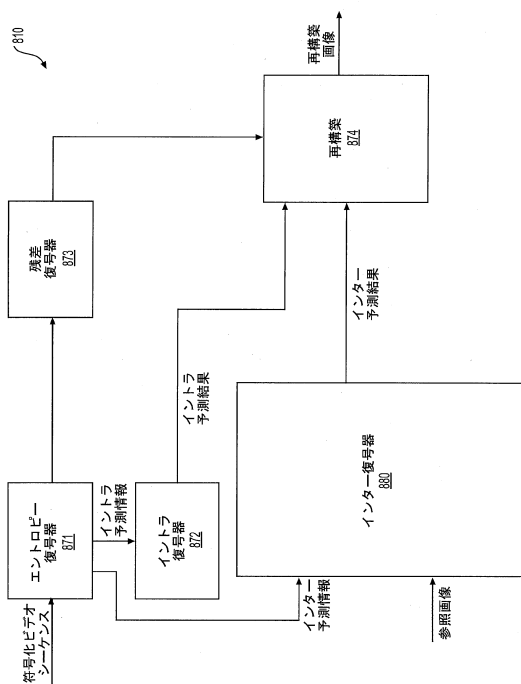 810
符号化ビデオ
シーケンス
エントロピー
復号器
871
残差
復号器
873
イントラ
予測情報
イントラ
復号器
872
イントラ
予測結果
インター
予測情報
参照画像
インター復号器
880
インター
予測結果
再構築
874
再構築
画像